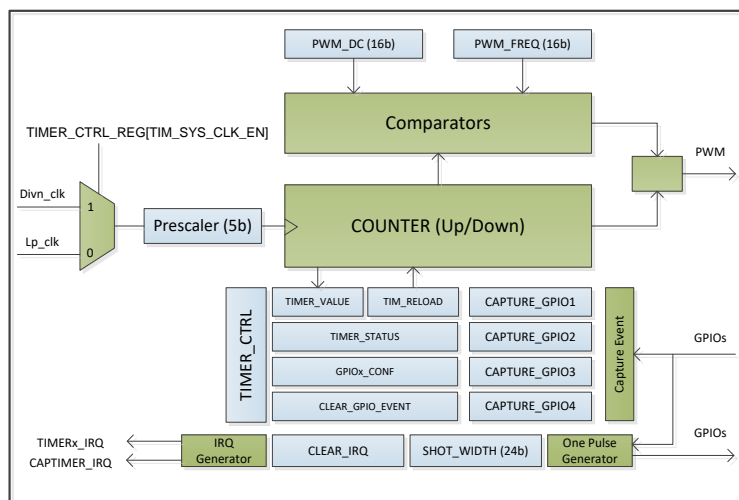 PWM_DC (16b)
PWM_FREQ (16b)
Comparators
TIMER_CTRL_REG[TIM_SYS_CLK_EN]
PWM
Divn_clk
1
Prescaler (5b)
COUNTER (Up/Down)
Lp_clk
0
TIMER_CTRL
TIMER_VALUE
TIM_RELOAD
CAPTURE_GPIO1
Capture Event
TIMER_STATUS
CAPTURE_GPIO2
GPIOs
GPIOx_CONF
CAPTURE_GPIO3
CLEAR_GPIO_EVENT
CAPTURE_GPIO4
GPIOs
TIMERx_IRQ
CAPTIMER_IRQ
IRQ
Generator
CLEAR_IRQ
SHOT_WIDTH (24b)
One Pulse
Generator